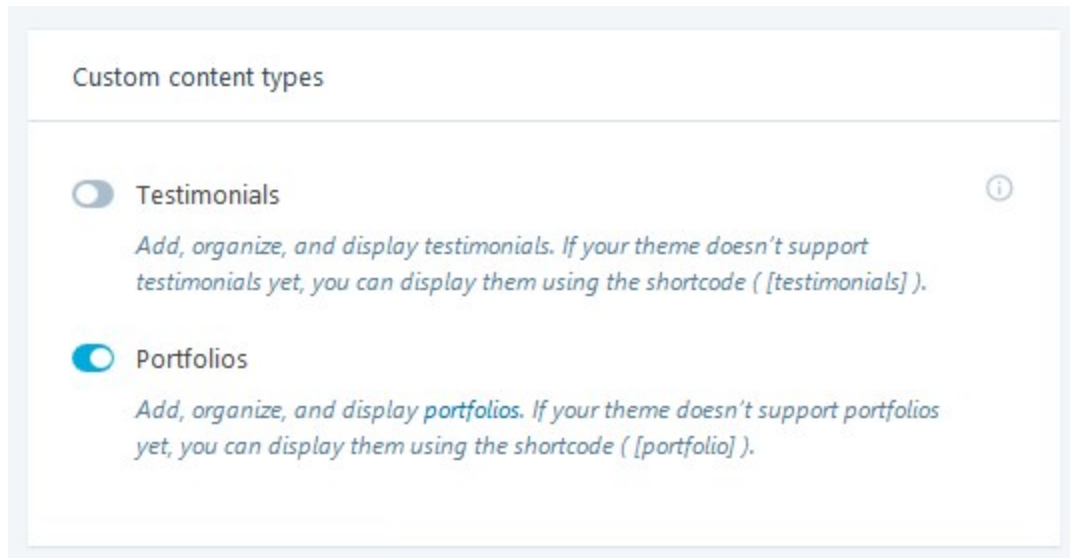 Custom content types
Testimonials
Add, organize, and display testimonials. If your theme doesn't support
testimonials yet, you can display them using the shortcode ( [testimonials] ).
Portfolios
Add, organize, and display portfolios. If your theme doesn't support portfolios
yet, you can display them using the shortcode ( [portfolio] ).